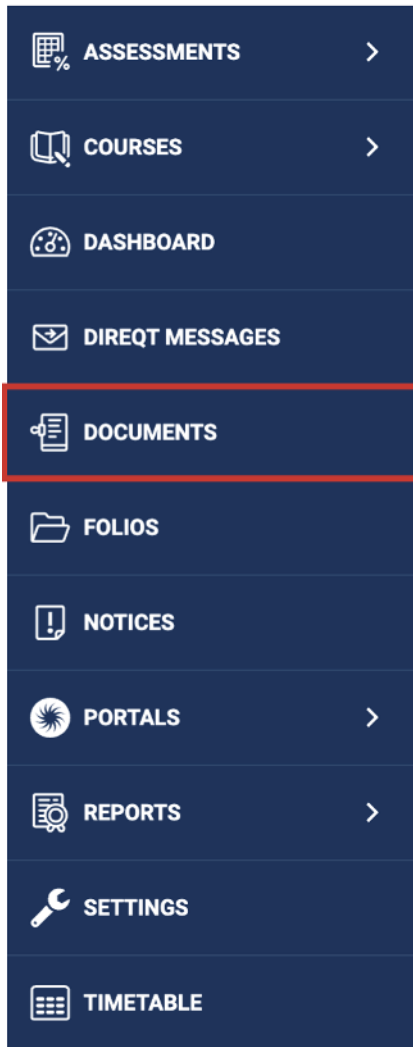 ASSESSMENTS
COURSES
DASHBOARD
DIREQT MESSAGES
DOCUMENTS
FOLIOS
NOTICES
PORTALS
REPORTS
SETTINGS
TIMETABLE